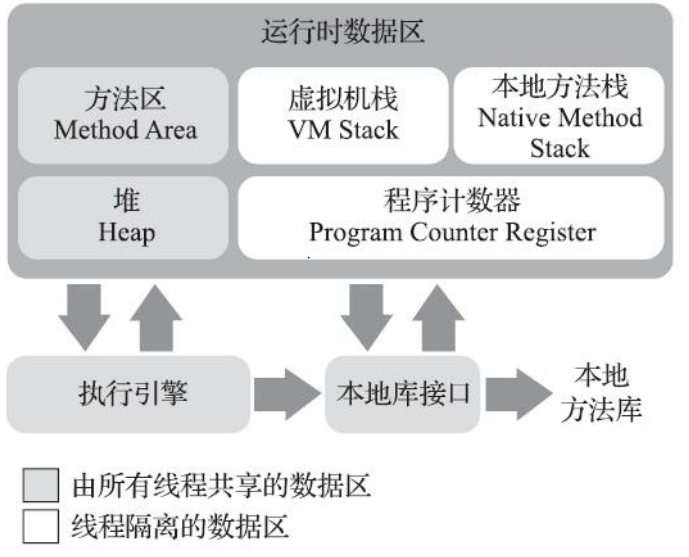 运行时数据区
方法区
Method Area
虚拟机栈
VM Stack
本地方法栈
Native Method
Stack
堆
Heap
程序计数器
Program Counter Register
执行引擎
本地库接口
本地
方法库
由所有线程共享的数据区
线程隔离的数据区